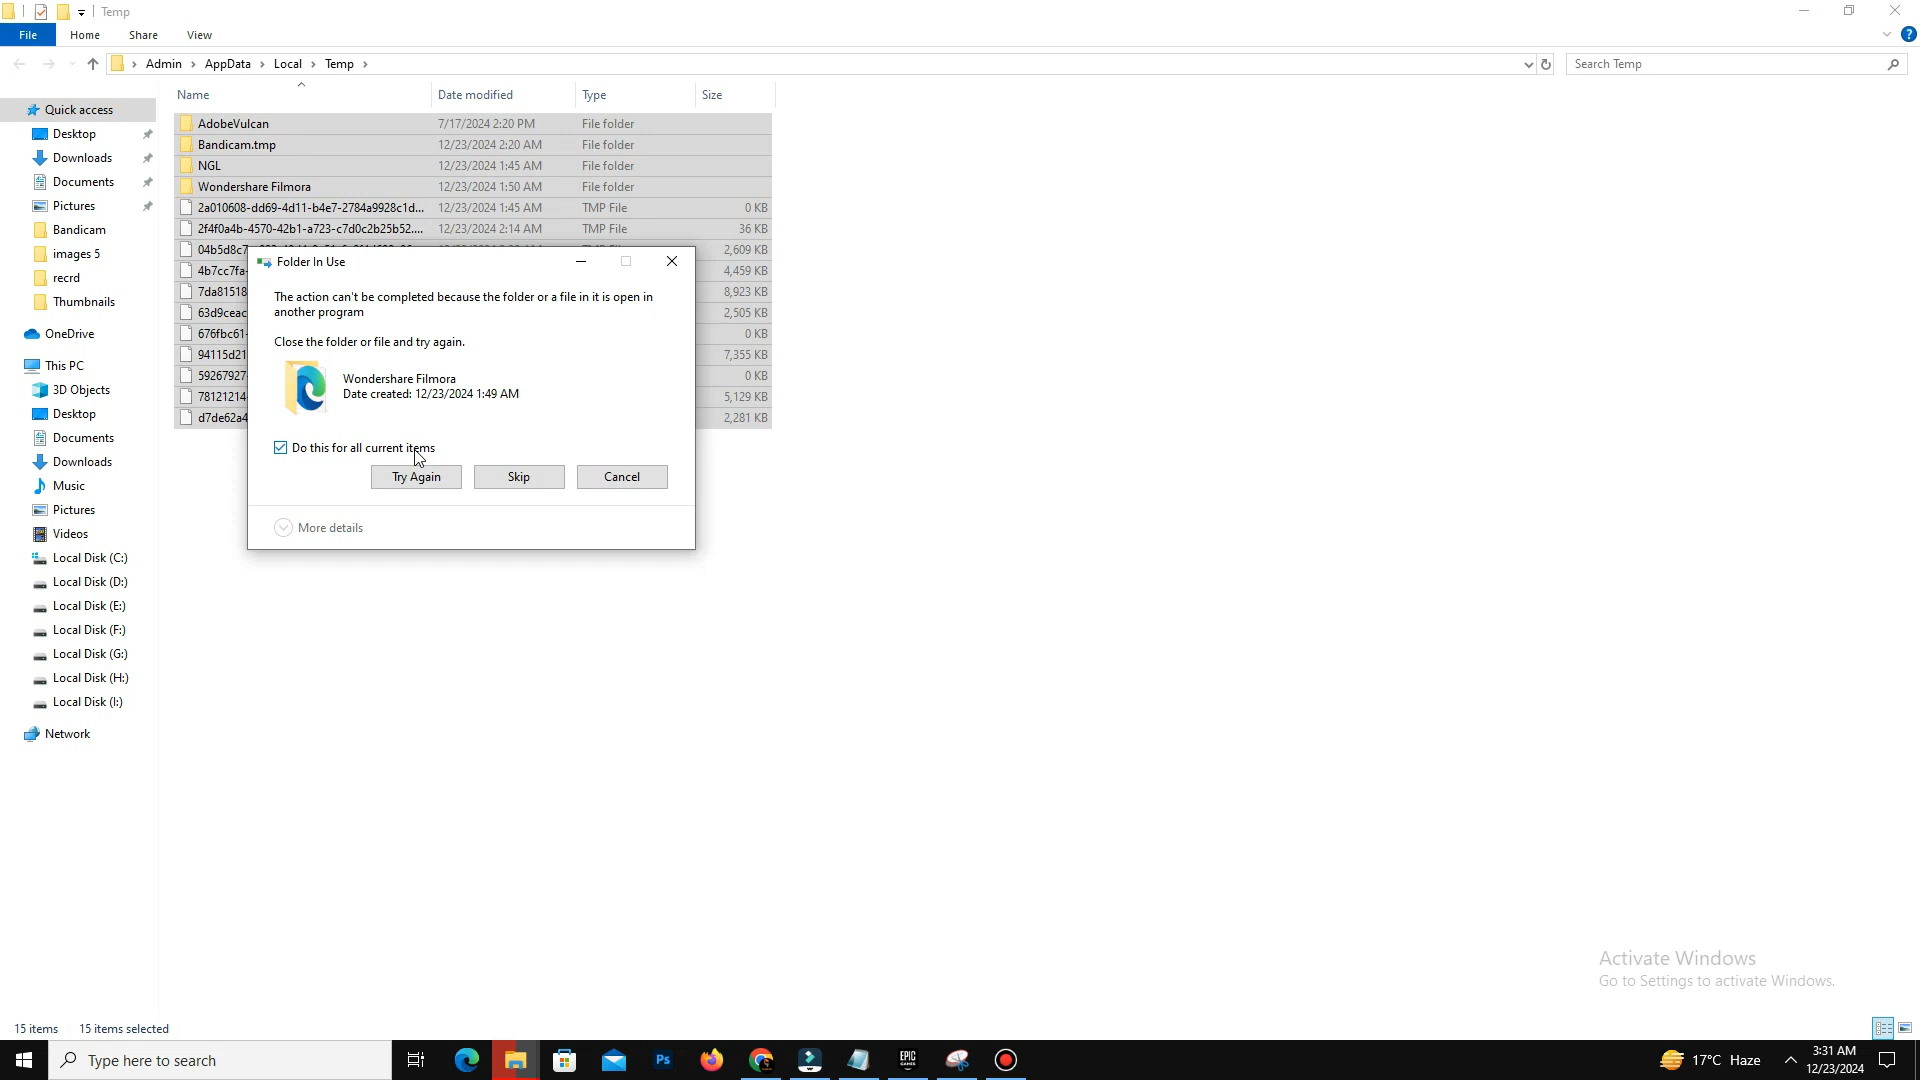 Temp
File Home Share View
Admin AppData Local Temp
Search Temp
Name Date modified Type Size
Quick access
Desktop
Downloads
Documents
Pictures
Bandicam
images 5
recrd
Thumbnails
OneDrive
This PC
3D Objects
Desktop
Documents
Downloads
Music
Pictures
Videos
Local Disk (C:)
Local Disk (D:)
Local Disk (E:)
Local Disk (F:)
Local Disk (G:)
Local Disk (H:)
Local Disk (I:)
Network
AdobeVulcan 7/17/2024 2:20 PM File folder
Bandicam.tmp 12/23/2024 2:20 AM File folder
NGL 12/23/2024 1:45 AM File folder
Wondershare Filmora 12/23/2024 1:50 AM File folder
2a010608-dd69-4d11-b4e7-2784a9928c1d... 12/23/2024 1:45 AM TMP File 0 KB
2f4f0a4b-4570-42b1-a723-c7d0c2b25b52.... 12/23/2024 2:14 AM TMP File 36 KB
04b5d8c7 2,609 KB
4b7cc7fa- 4,459 KB
7da81518 8,923 KB
63d9ceac 2,505 KB
676fbc61- 0 KB
94115d21 7,355 KB
59267927 0 KB
78121214 5,129 KB
d7de62a4 2,281 KB
Folder In Use
The action can't be completed because the folder or a file in it is open in
another program
Close the folder or file and try again.
Wondershare Filmora
Date created: 12/23/2024 1:49 AM
Do this for all current items
Try Again Skip Cancel
More details
Activate Windows
Go to Settings to activate Windows.
15 items 15 items selected
Type here to search
Ps
EPIC
GAMES
17°C Haze
3:31 AM
12/23/2024